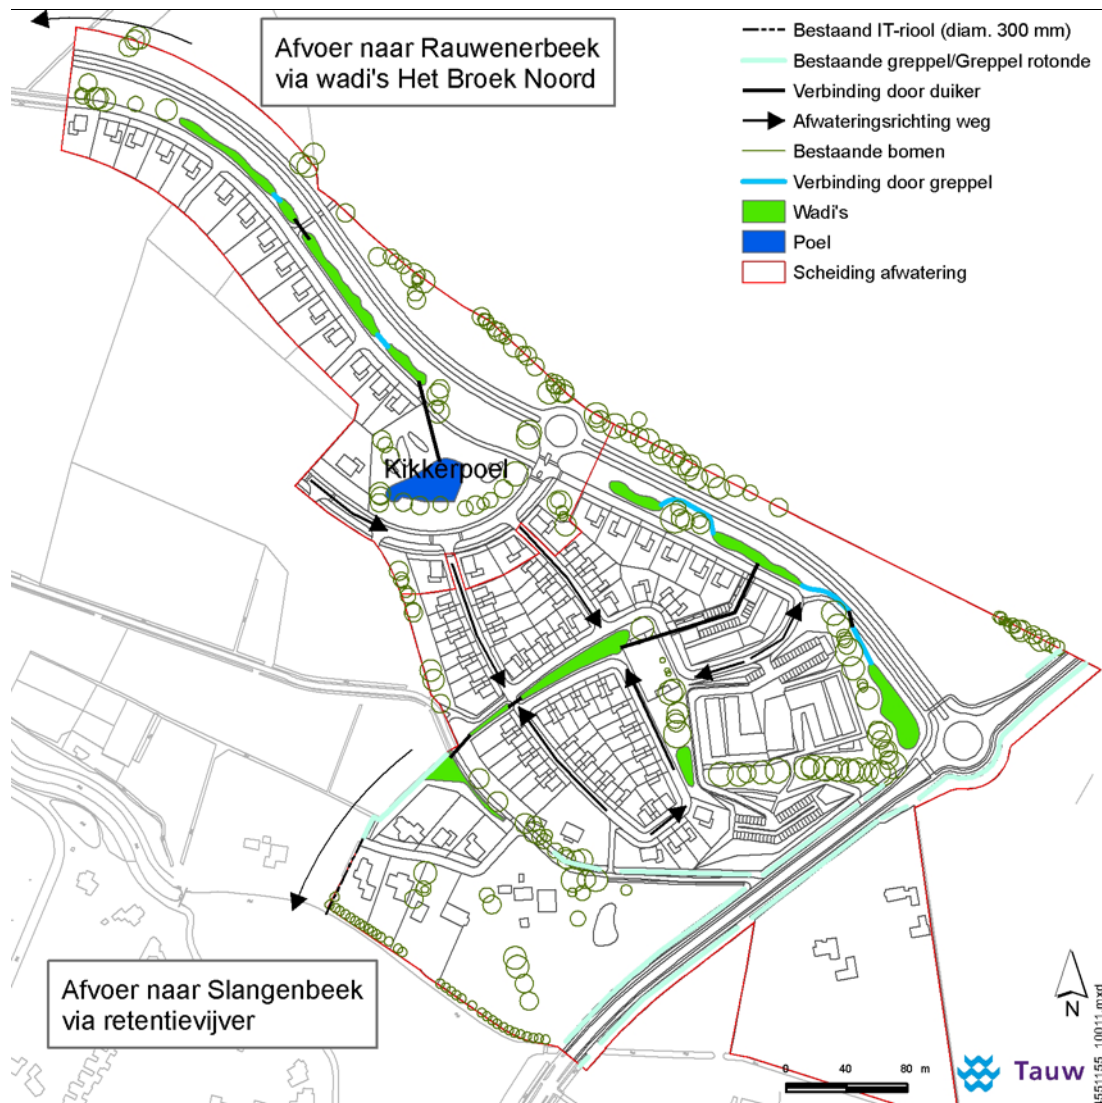 Afvoer naar Rauwenerbeek
via wadi's Het Broek Noord
Bestaand IT-riool (diam. 300 mm)
Bestaande greppel/Greppel rotonde
Verbinding door duiker
Afwateringsrichting weg
Bestaande bomen
Verbinding door greppel
Wadi's
Poel
Scheiding afwatering
Kikkerpoel
Afvoer naar Slangenbeek
via retentievijver
N
0 40 80 m
Tauw
4551155_10011.mxd